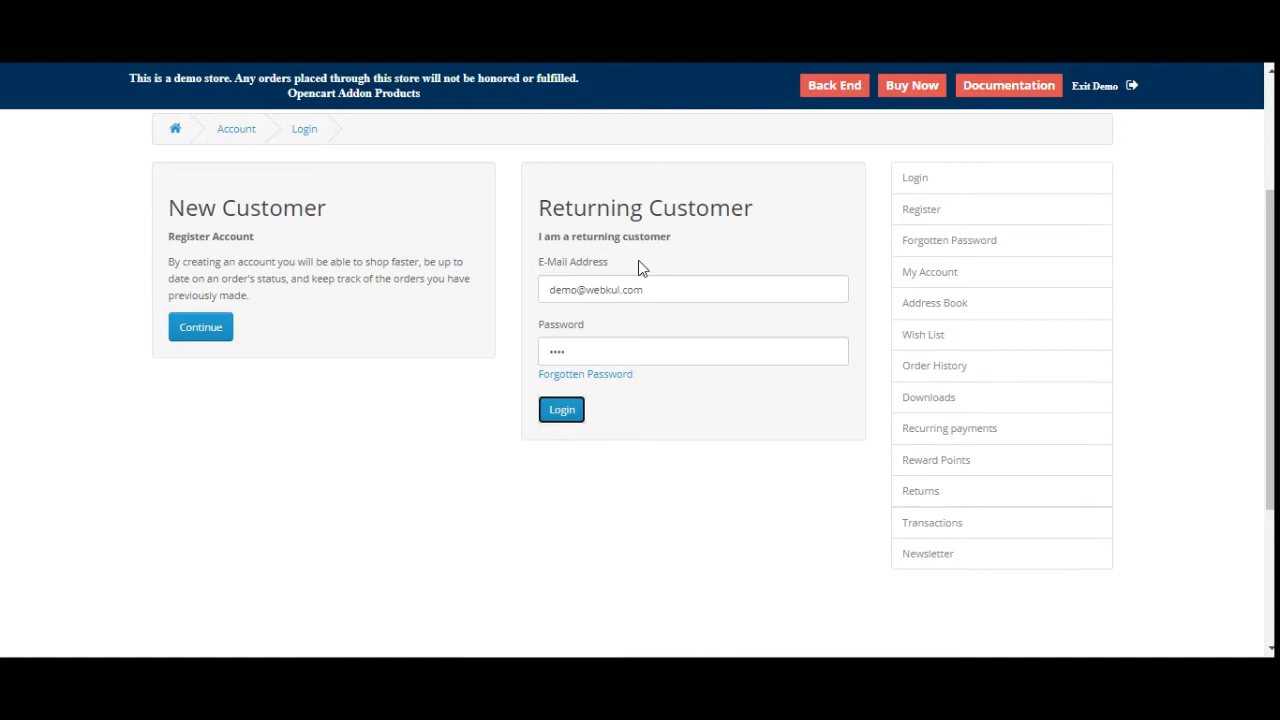 This is a demo store. Any orders placed through this store will not be honored or fulfilled.
Opencart Addon Products
Back End
Buy Now
Documentation
Exit Demo
Account
Login
New Customer
Register Account
By creating an account you will be able to shop faster, be up
date on an order's status, and keep track of the orders you have
previously made.
Continue
Returning Customer
I am a returning customer
E-Mail Address
demo@webkul.com
Password
••••
Forgotten Password
Login
Login
Register
Forgotten Password
My Account
Address Book
Wish List
Order History
Downloads
Recurring payments
Reward Points
Returns
Transactions
Newsletter